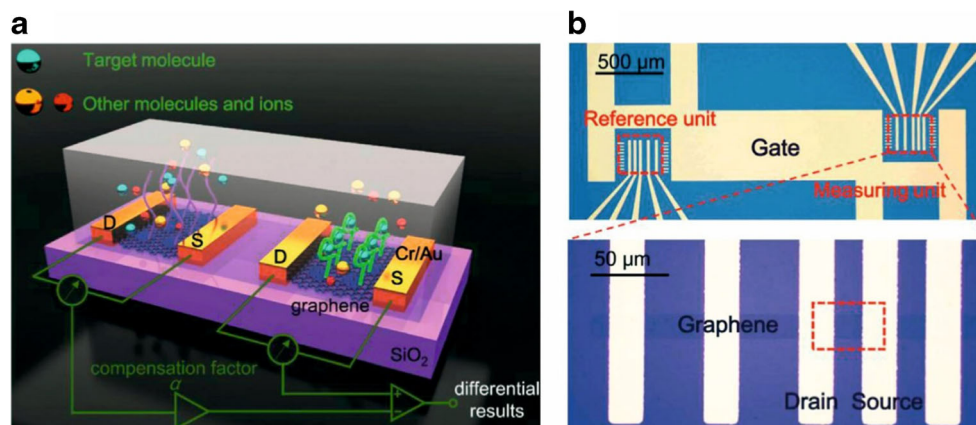 a
Target molecule
Other molecules and ions
D
S
D
Cr/Au
S
graphene
SiO₂
compensation factor
α
+
−
differential
results
b
500 μm
Reference unit
Gate
Measuring unit
50 μm
Graphene
Drain Source